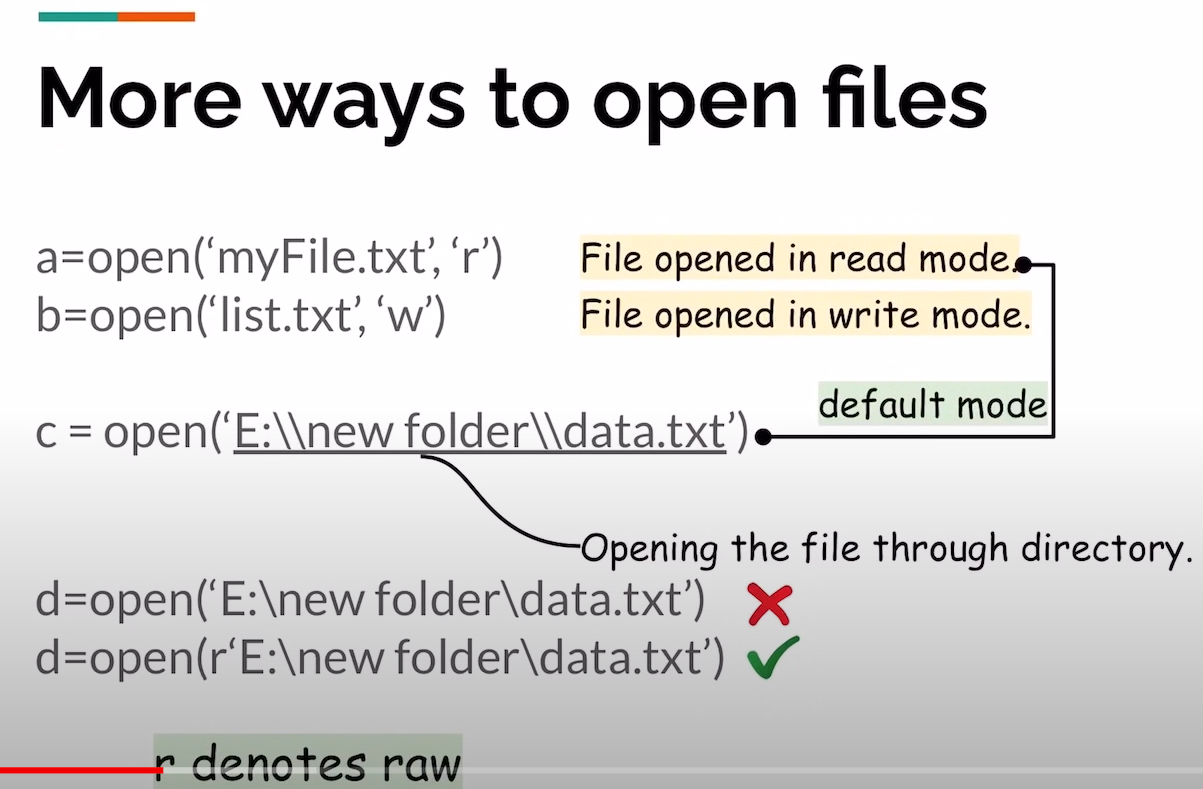 More ways to open files
a=open(‘myFile.txt’, ‘r’) File opened in read mode.
b=open(‘list.txt’, ‘w’) File opened in write mode.
default mode
c = open(‘E:\\new folder\\data.txt’)
Opening the file through directory.
d=open(‘E:\new folder\data.txt’)
d=open(r‘E:\new folder\data.txt’)
r denotes raw